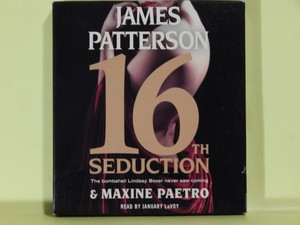 JAMES
PATTERSON
16TH
SEDUCTION
The bombshell Lindsay Boxer never saw coming
& MAXINE PAETRO
READ BY JANUARY LaVOY